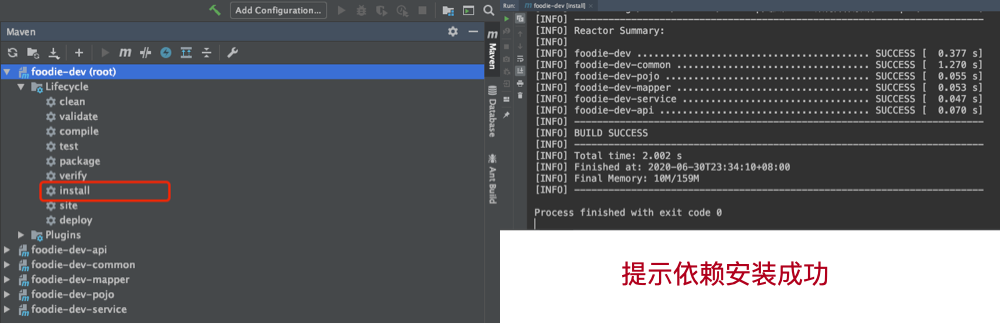 Add Configuration...
Maven
foodie-dev (root)
Lifecycle
clean
validate
compile
test
package
verify
install
site
deploy
Plugins
foodie-dev-api
foodie-dev-common
foodie-dev-mapper
foodie-dev-pojo
foodie-dev-service
Maven
Database
Ant Build
Run: foodie-dev [install]
[INFO] ------------------------------------------------------------------------
[INFO] Reactor Summary:
[INFO]
[INFO] foodie-dev ......................................... SUCCESS [  0.377 s]
[INFO] foodie-dev-common .................................. SUCCESS [  1.270 s]
[INFO] foodie-dev-pojo .................................... SUCCESS [  0.055 s]
[INFO] foodie-dev-mapper .................................. SUCCESS [  0.053 s]
[INFO] foodie-dev-service ................................. SUCCESS [  0.047 s]
[INFO] foodie-dev-api ..................................... SUCCESS [  0.070 s]
[INFO] ------------------------------------------------------------------------
[INFO] BUILD SUCCESS
[INFO] ------------------------------------------------------------------------
[INFO] Total time: 2.002 s
[INFO] Finished at: 2020-06-30T23:34:10+08:00
[INFO] Final Memory: 10M/159M
[INFO] ------------------------------------------------------------------------
Process finished with exit code 0
提示依赖安装成功